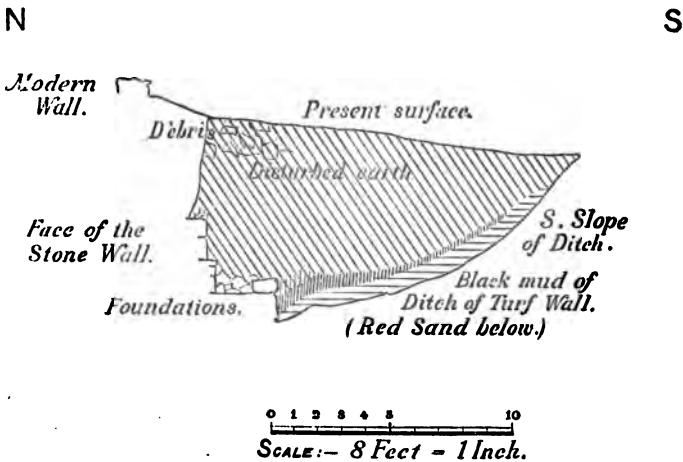 N S
Modern
Wall.
Present surface.
Debris
Disturbed earth
Face of the
Stone Wall.
S. Slope
of Ditch.
Foundations.
Black mud of
Ditch of Turf Wall.
(Red Sand below.)
0 1 2 3 4 5 10
SCALE:– 8 Feet = 1 Inch.